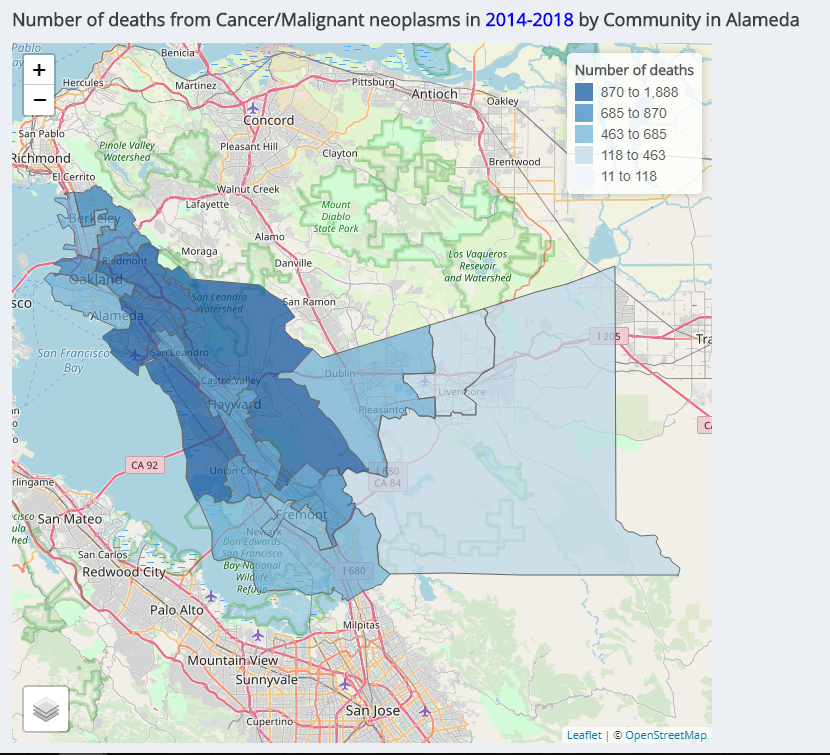 Number of deaths from Cancer/Malignant neoplasms in 2014-2018 by Community in Alameda
Pablo
Bay
Benicia
+
−
Hercules
Martinez
Pittsburg
Antioch
Oakley
Number of deaths
870 to 1,888
685 to 870
463 to 685
118 to 463
11 to 118
Concord
San Pablo
Richmond
Pinole Valley
Watershed
Pleasant Hill
Clayton
Brentwood
El Cerrito
Walnut Creek
Lafayette
Mount
Diablo
State Park
Berkeley
Alamo
Moraga
Danville
Los Vaqueros
Resevoir
and Watershed
Piedmont
Oakland
sco
San Leandro
Watershed
San Ramon
Alameda
I 205
Tra
San Francisco
Bay
San Leandro
Dublin
Castro Valley
Livermore
Hayward
Pleasanton
CA 92
Union City
I 680
CA 84
rlingame
San Mateo
Fremont
Newark
Don Edwards
San Francisco
Bay National
Wildlife
Refuge
San Carlos
Redwood City
I 680
Palo Alto
Milpitas
Mountain View
Sunnyvale
San Jose
Cupertino
Leaflet | © OpenStreetMap